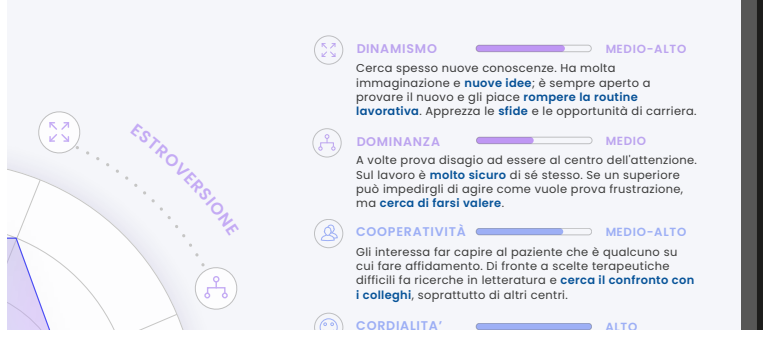 DINAMISMO MEDIO-ALTO
Cerca spesso nuove conoscenze. Ha molta
immaginazione e nuove idee; è sempre aperto a
provare il nuovo e gli piace rompere la routine
lavorativa. Apprezza le sfide e le opportunità di carriera.
ESTROVERSIONE
DOMINANZA MEDIO
A volte prova disagio ad essere al centro dell'attenzione.
Sul lavoro è molto sicuro di sé stesso. Se un superiore
può impedirgli di agire come vuole prova frustrazione,
ma cerca di farsi valere.
COOPERATIVITÀ MEDIO-ALTO
Gli interessa far capire al paziente che è qualcuno su
cui fare affidamento. Di fronte a scelte terapeutiche
difficili fa ricerche in letteratura e cerca il confronto con
i colleghi, soprattutto di altri centri.
CORDIALITA’ ALTO